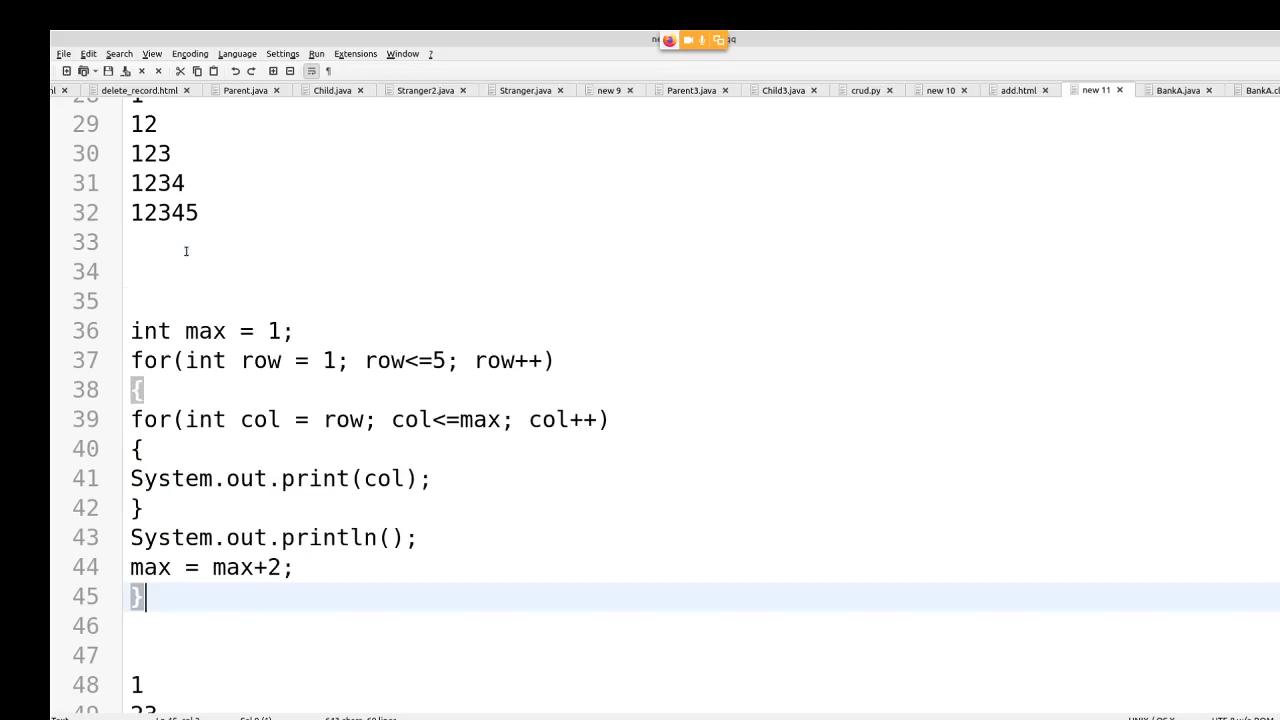 File Edit Search View Encoding Language Settings Run Extensions Window ?
delete_record.html Parent.java Child.java Stranger2.java Stranger.java new 9 Parent3.java Child3.java crud.py new 10 add.html new 11 BankA.java
28 1
29 12
30 123
31 1234
32 12345
33
34
35
36 int max = 1;
37 for(int row = 1; row<=5; row++)
38 {
39 for(int col = row; col<=max; col++)
40 {
41 System.out.print(col);
42 }
43 System.out.println();
44 max = max+2;
45 }
46
47
48 1
49 23